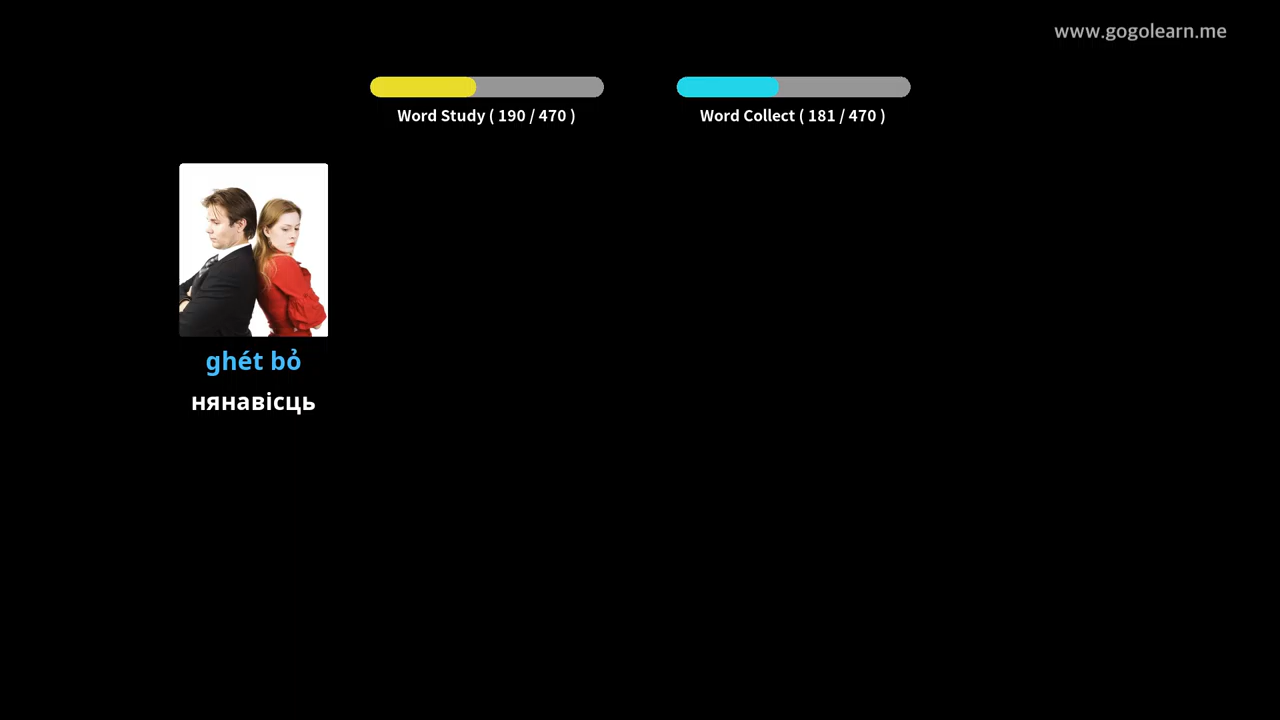 www.gogolearn.me
Word Study ( 190 / 470 )
Word Collect ( 181 / 470 )
ghét bỏ
нянавісць